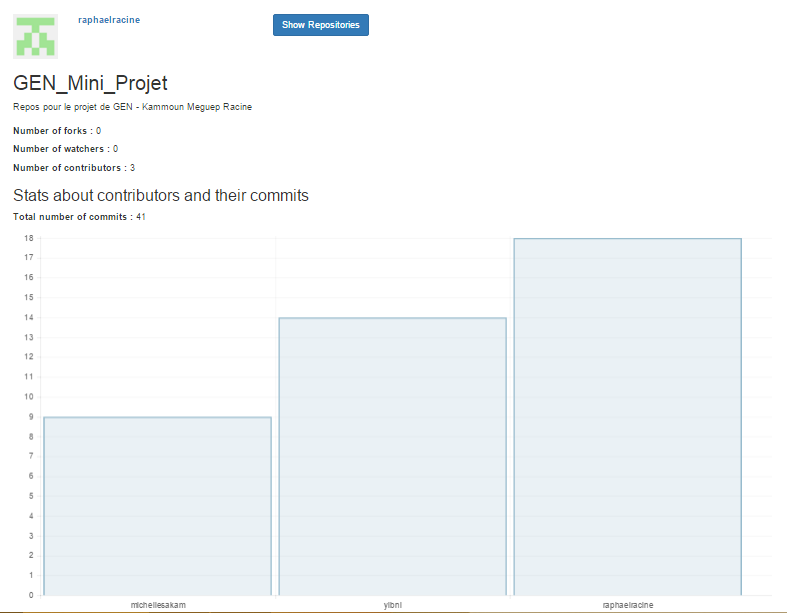 raphaelracine
Show Repositories
GEN_Mini_Projet
Repos pour le projet de GEN - Kammoun Meguep Racine
Number of forks : 0
Number of watchers : 0
Number of contributors : 3
Stats about contributors and their commits
Total number of commits : 41
18
17
16
15
14
13
12
11
10
9
8
7
6
5
4
3
2
1
0
michellesakam
yibnl
raphaelracine